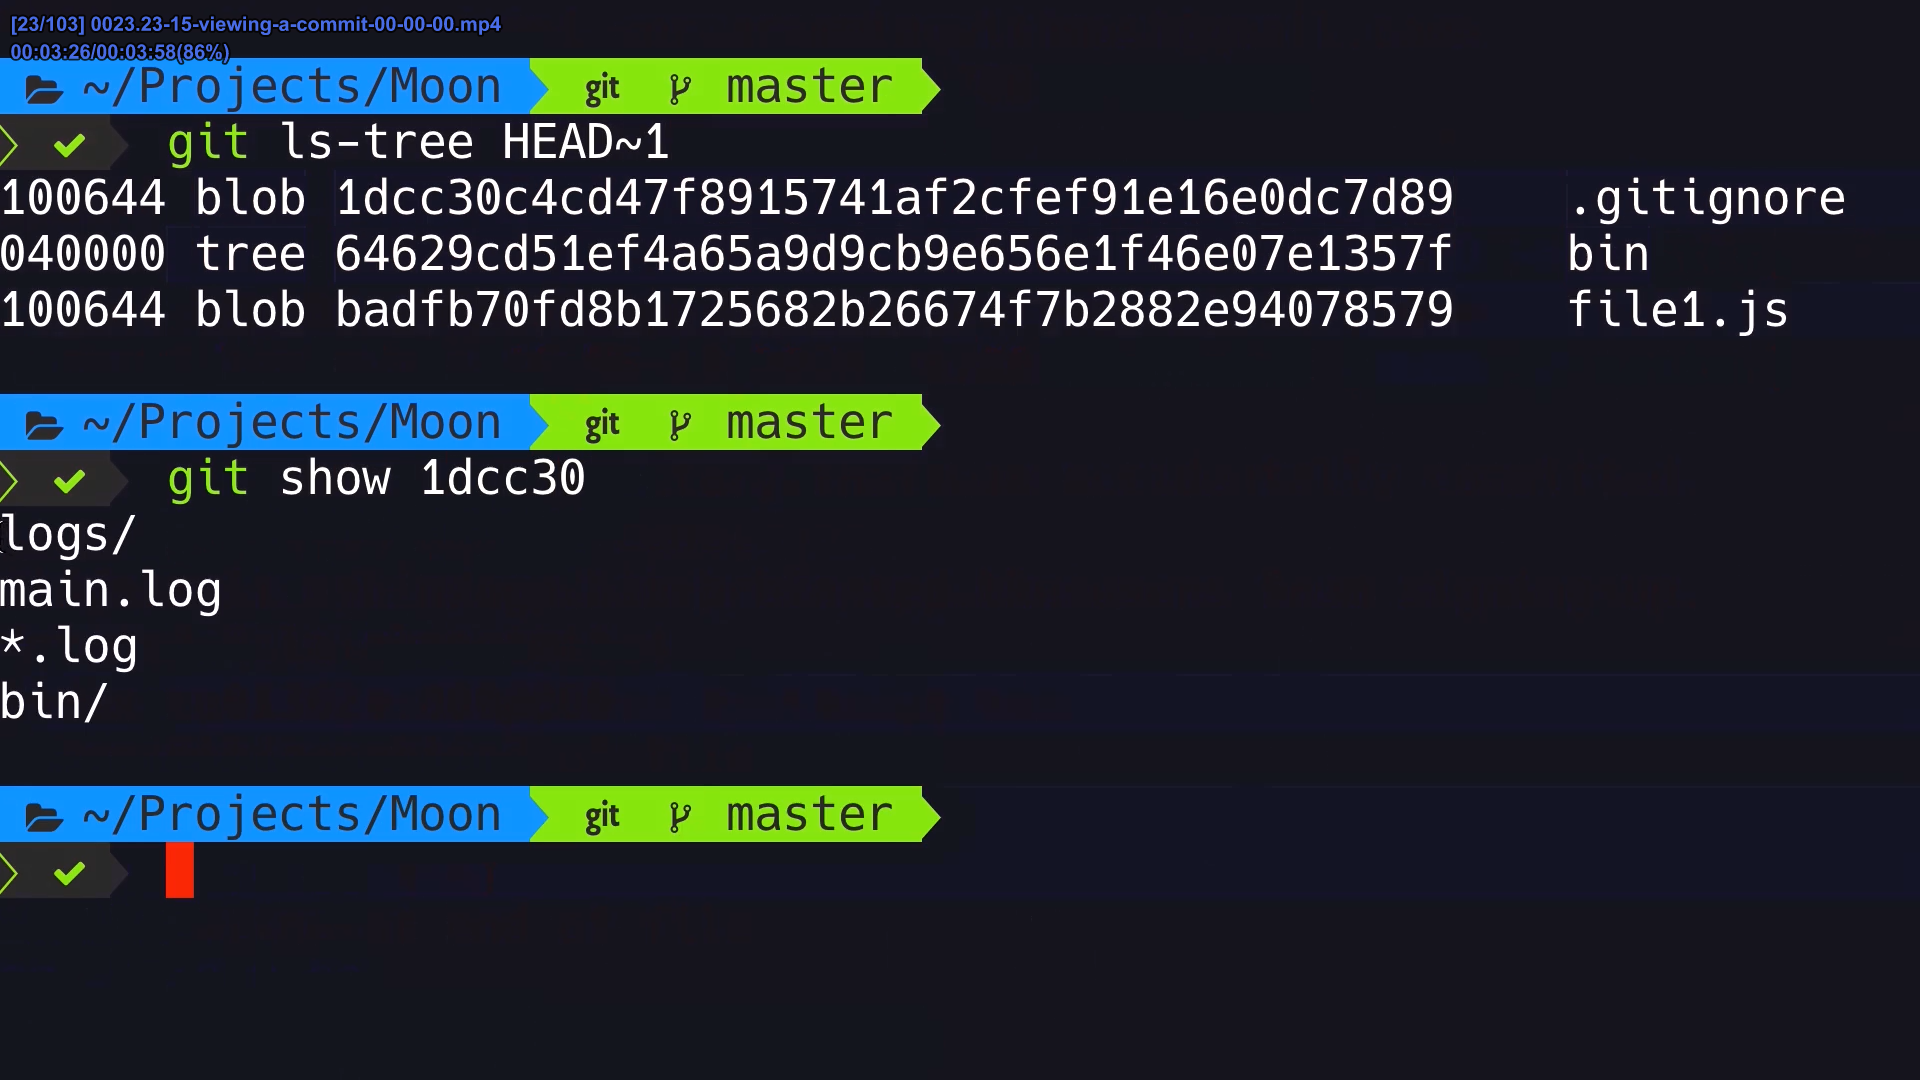 [23/103] 0023.23-15-viewing-a-commit-00-00-00.mp4
00:03:26/00:03:58(86%)
~/Projects/Moon git master
git ls-tree HEAD~1
100644 blob 1dcc30c4cd47f8915741af2cfef91e16e0dc7d89 .gitignore
040000 tree 64629cd51ef4a65a9d9cb9e656e1f46e07e1357f bin
100644 blob badfb70fd8b1725682b26674f7b2882e94078579 file1.js
~/Projects/Moon git master
git show 1dcc30
logs/
main.log
*.log
bin/
~/Projects/Moon git master